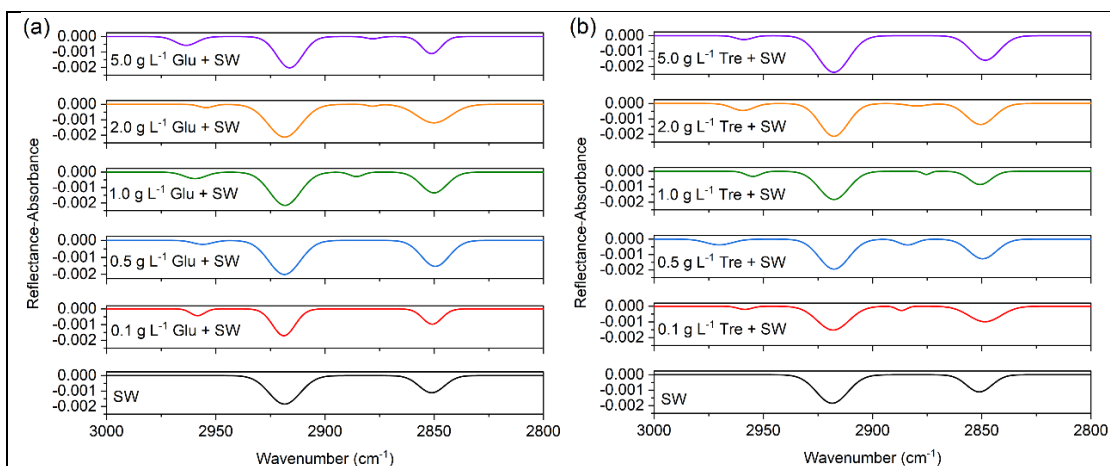 (a)
Reflectance-Absorbance
0.000
-0.001
-0.002
5.0 g L⁻¹ Glu + SW
0.000
-0.001
-0.002
2.0 g L⁻¹ Glu + SW
0.000
-0.001
-0.002
1.0 g L⁻¹ Glu + SW
0.000
-0.001
-0.002
0.5 g L⁻¹ Glu + SW
0.000
-0.001
-0.002
0.1 g L⁻¹ Glu + SW
0.000
-0.001
-0.002
SW
3000 2950 2900 2850 2800
Wavenumber (cm⁻¹)
(b)
Reflectance-Absorbance
0.000
-0.001
-0.002
5.0 g L⁻¹ Tre + SW
0.000
-0.001
-0.002
2.0 g L⁻¹ Tre + SW
0.000
-0.001
-0.002
1.0 g L⁻¹ Tre + SW
0.000
-0.001
-0.002
0.5 g L⁻¹ Tre + SW
0.000
-0.001
-0.002
0.1 g L⁻¹ Tre + SW
0.000
-0.001
-0.002
SW
3000 2950 2900 2850 2800
Wavenumber (cm⁻¹)